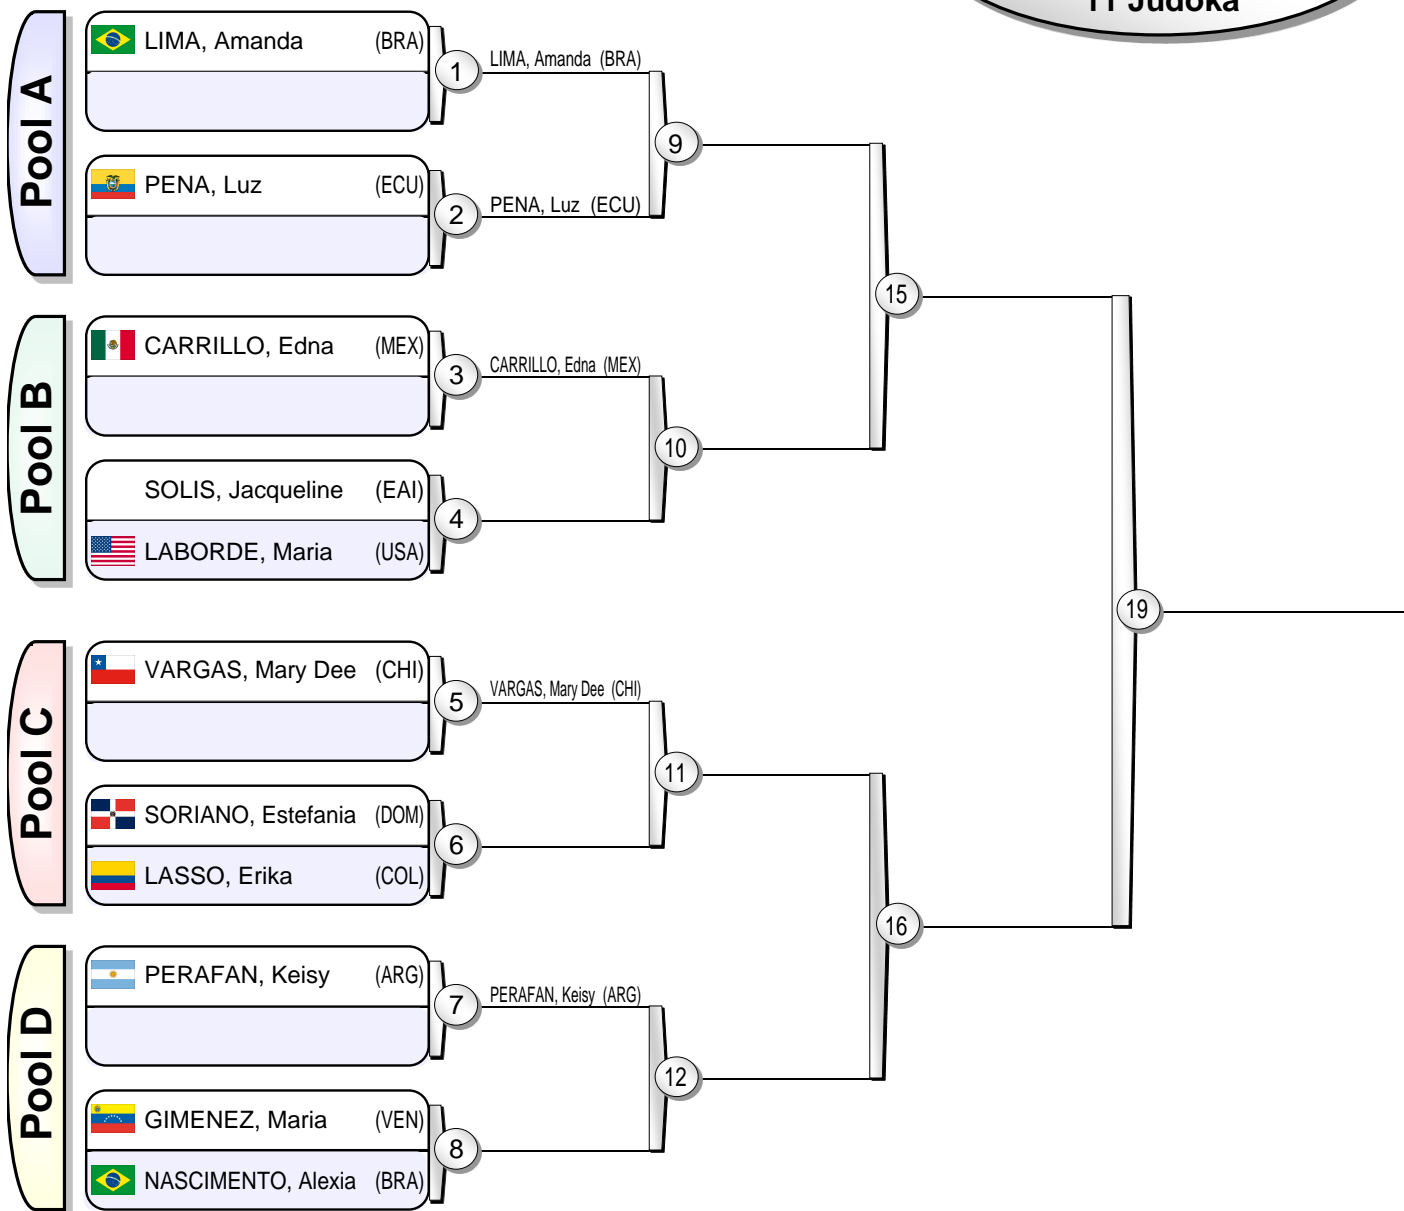 11 Judoka
Pool A
LIMA, Amanda (BRA)
1
LIMA, Amanda (BRA)
9
PENA, Luz (ECU)
2
PENA, Luz (ECU)
15
Pool B
CARRILLO, Edna (MEX)
3
CARRILLO, Edna (MEX)
10
SOLIS, Jacqueline (EAI)
4
LABORDE, Maria (USA)
19
Pool C
VARGAS, Mary Dee (CHI)
5
VARGAS, Mary Dee (CHI)
11
SORIANO, Estefania (DOM)
6
LASSO, Erika (COL)
16
Pool D
PERAFAN, Keisy (ARG)
7
PERAFAN, Keisy (ARG)
12
GIMENEZ, Maria (VEN)
8
NASCIMENTO, Alexia (BRA)